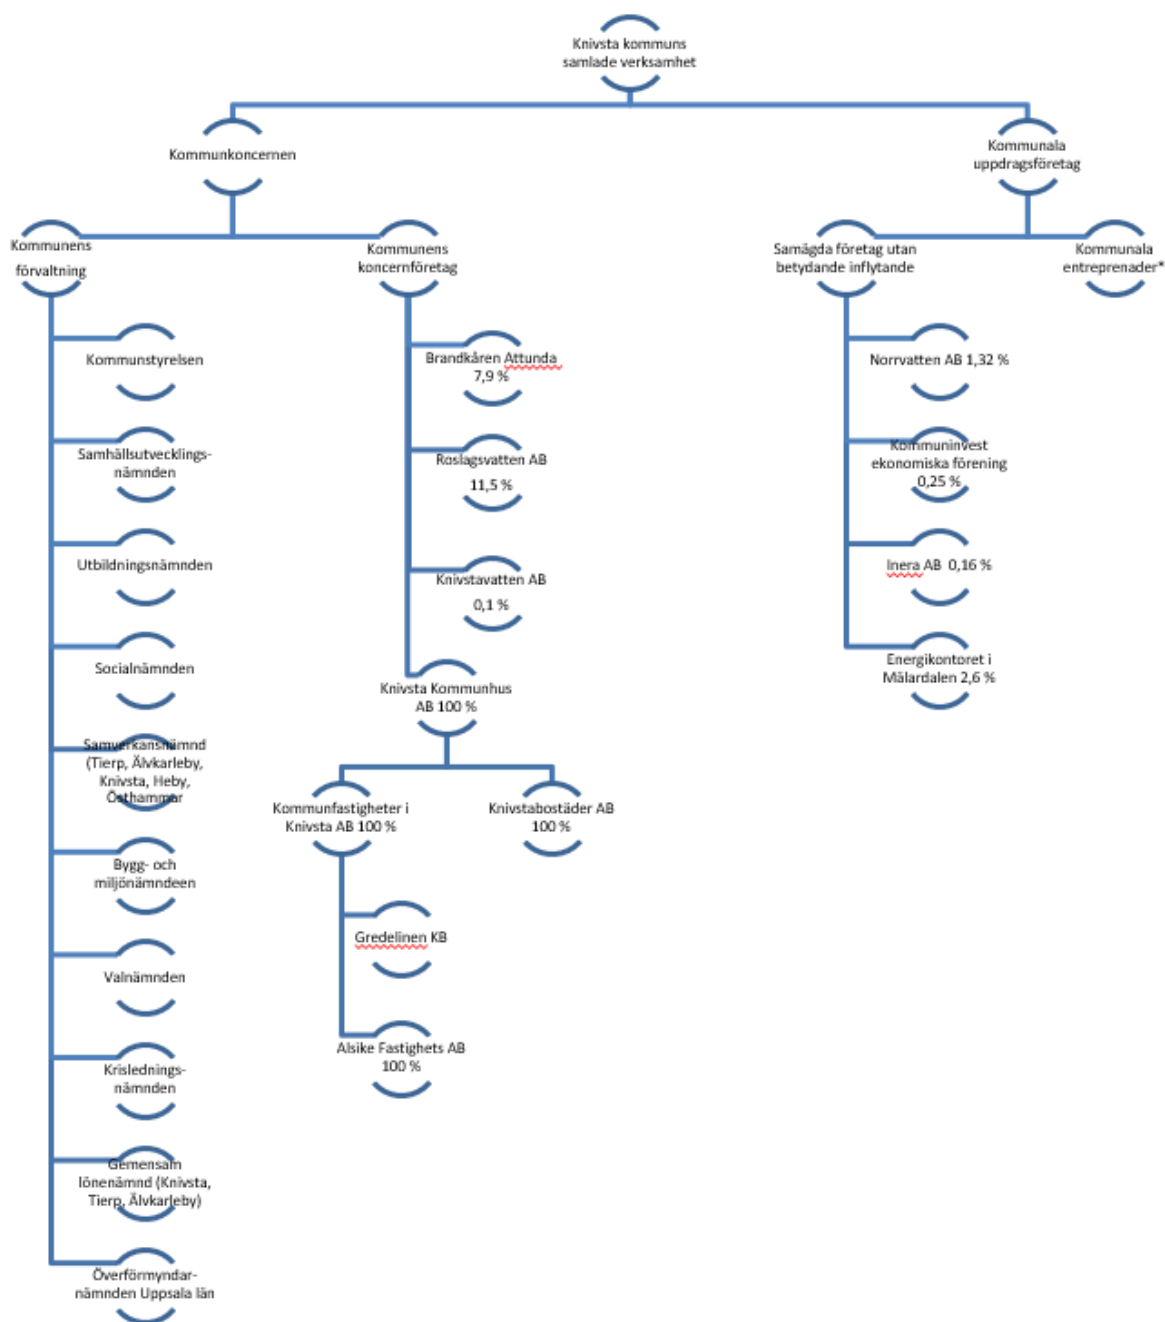 Knivsta kommuns
samlade verksamhet
Kommunkoncernen
Kommunala
uppdragsföretag
Kommunens
förvaltning
Kommunens
koncernföretag
Samägda företag utan
betydande inflytande
Kommunala
entreprenader*
Kommunstyrelsen
Samhällsutvecklings-
nämnden
Utbildningsnämnden
Socialnämnden
Samverkansnämnd
(Tierp, Älvkarleby,
Knivsta, Heby,
Östhammar
Bygg- och
miljönämndeen
Valnämnden
Krislednings-
nämnden
Gemensam
lönenämnd (Knivsta,
Tierp, Älvkarleby)
Överförmyndar-
nämnden Uppsala län
Brandkåren Attunda
7,9 %
Roslagsvatten AB
11,5 %
Knivstavatten AB
0,1 %
Knivsta Kommunhus
AB 100 %
Kommunfastigheter i
Knivsta AB 100 %
Knivstabostäder AB
100 %
Gredelinen KB
Alsike Fastighets AB
100 %
Norrvatten AB 1,32 %
Kommuninvest
ekonomiska förening
0,25 %
Inera AB 0,16 %
Energikontoret i
Mälardalen 2,6 %